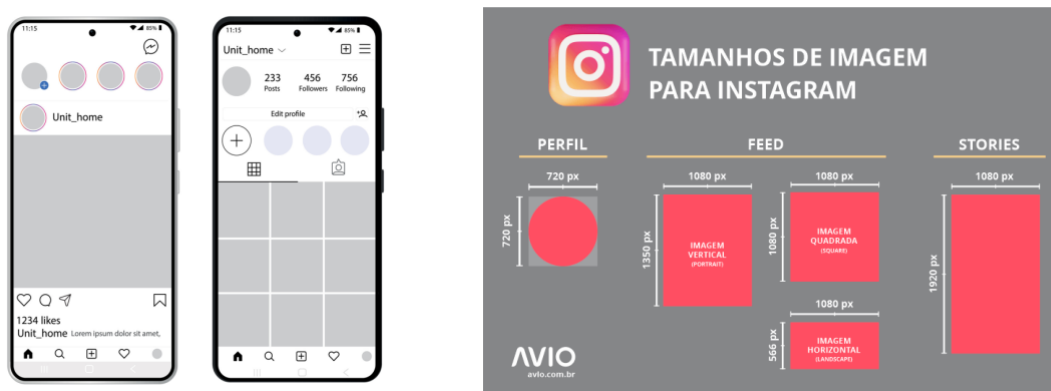 11:15
85%
Unit_home
1234 likes
Unit_home Lorem ipsum dolor sit amet,
11:15
85%
Unit_home
233
Posts
456
Followers
756
Following
Edit profile
TAMANHOS DE IMAGEM
PARA INSTAGRAM
PERFIL
720 px
720 px
FEED
1080 px
1350 px
IMAGEM
VERTICAL
(PORTRAIT)
1080 px
1080 px
IMAGEM
QUADRADA
(SQUARE)
1080 px
566 px
IMAGEM
HORIZONTAL
(LANDSCAPE)
STORIES
1080 px
1920 px
AVIO
avio.com.br